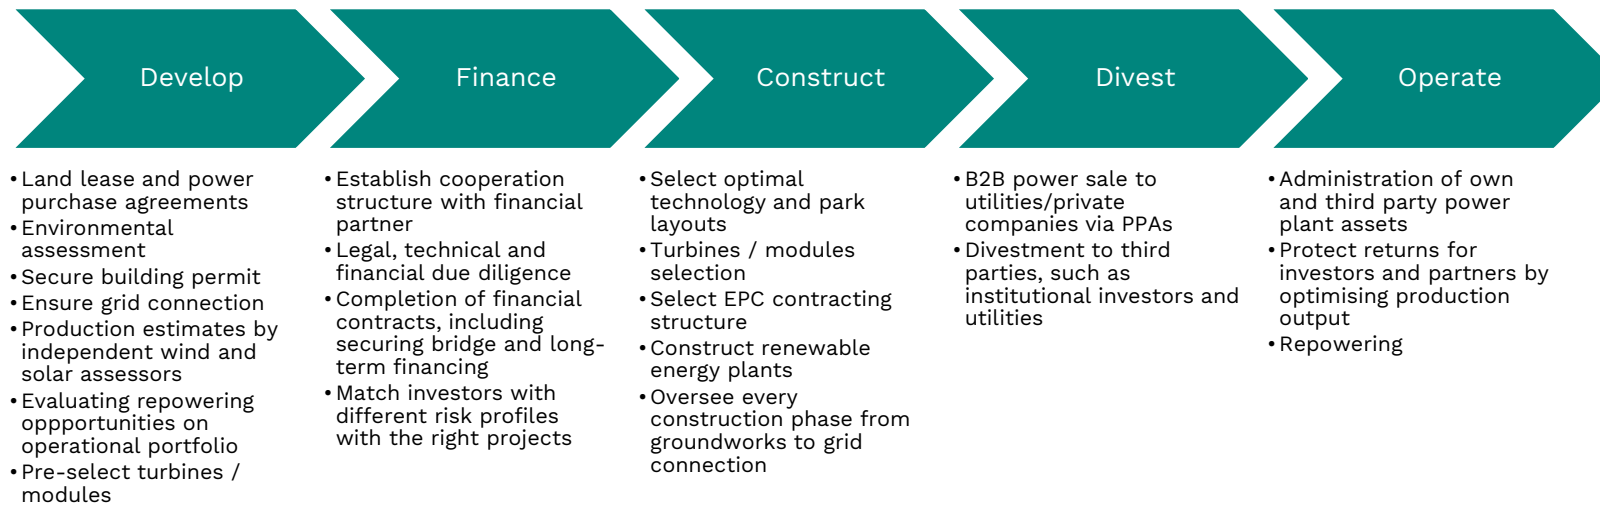 Develop
Finance
Construct
Divest
Operate
•Land lease and power
purchase agreements
•Environmental
assessment
•Secure building permit
•Ensure grid connection
•Production estimates by
independent wind and
solar assessors
•Evaluating repowering
oppportunities on
operational portfolio
•Pre-select turbines /
modules
•Establish cooperation
structure with financial
partner
•Legal, technical and
financial due diligence
•Completion of financial
contracts, including
securing bridge and long-
term financing
•Match investors with
different risk profiles
with the right projects
•Select optimal
technology and park
layouts
•Turbines / modules
selection
•Select EPC contracting
structure
•Construct renewable
energy plants
•Oversee every
construction phase from
groundworks to grid
connection
•B2B power sale to
utilities/private
companies via PPAs
•Divestment to third
parties, such as
institutional investors and
utilities
•Administration of own
and third party power
plant assets
•Protect returns for
investors and partners by
optimising production
output
•Repowering